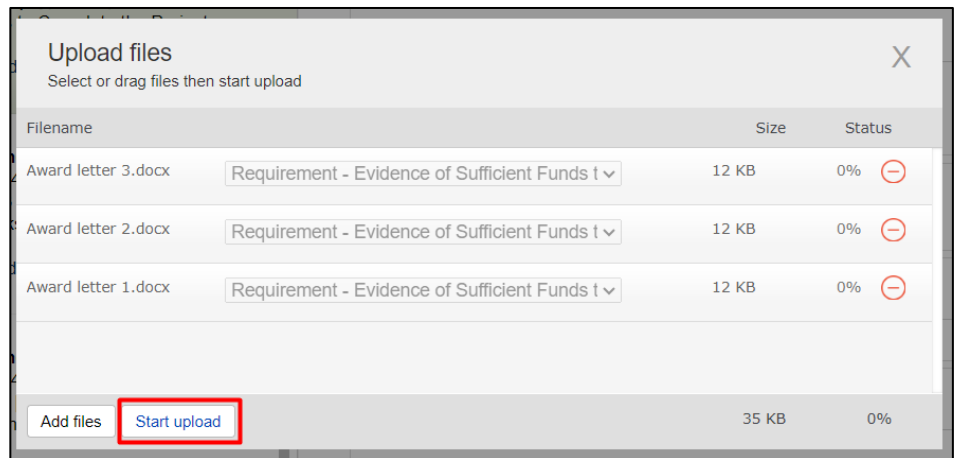 Upload files
X
Select or drag files then start upload
Filename Size Status
Award letter 3.docx Requirement - Evidence of Sufficient Funds t 12 KB 0%
Award letter 2.docx Requirement - Evidence of Sufficient Funds t 12 KB 0%
Award letter 1.docx Requirement - Evidence of Sufficient Funds t 12 KB 0%
Add files Start upload 35 KB 0%